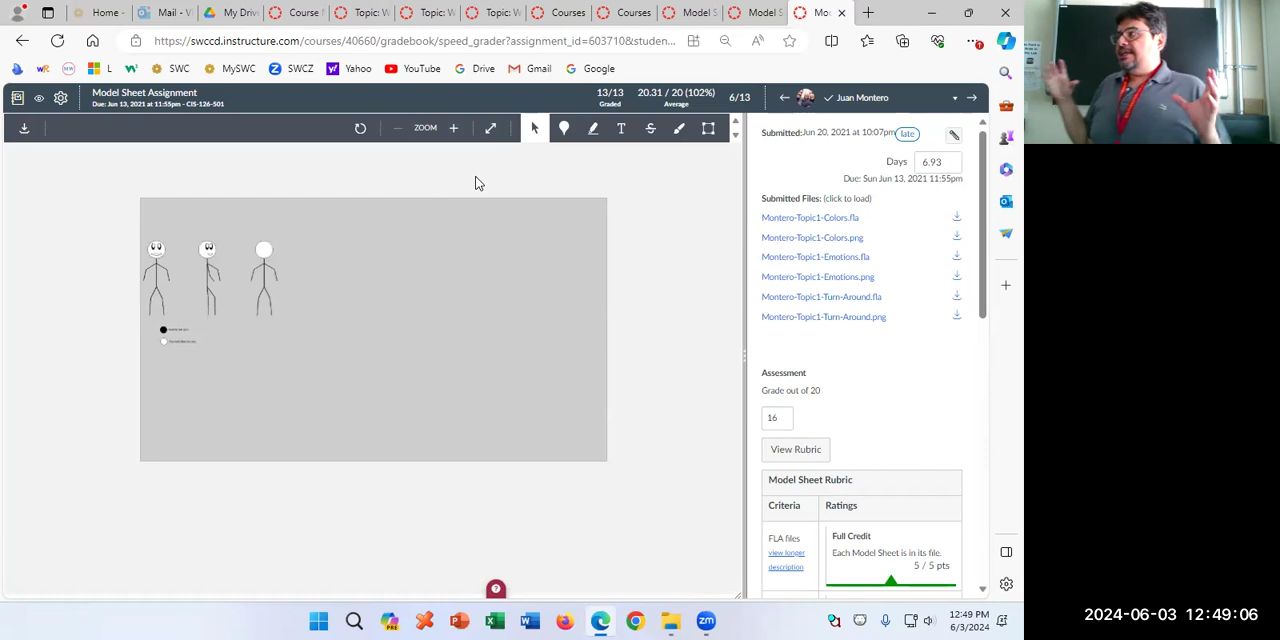 Home -
Mail - V
My Driv
Course M
Topic: W
Topic: W
Topic: W
Courses
Courses
Model S
Model S
Mo
https://swccd.instructure.com/courses/40660/gradebook/speed_grader?assignment_id=603710&studen...
L
SWC
MySWC
SWCZ
Yahoo
YouTu
Drive
Gmail
Google
Model Sheet Assignment
Due: Jun 13, 2021 at 11:55pm - CIS-126-501
13/13
Graded
20.31 / 20 (102%)
Average
6/13
Juan Montero
ZOOM
Submitted: Jun 20, 2021 at 10:07pm late
Days 6.93
Due: Sun Jun 13, 2021 11:55pm
Submitted Files: (click to load)
Montero-Topic1-Colors.fla
Montero-Topic1-Colors.png
Montero-Topic1-Emotions.fla
Montero-Topic1-Emotions.png
Montero-Topic1-Turn-Around.fla
Montero-Topic1-Turn-Around.png
Assessment
Grade out of 20
16
View Rubric
Model Sheet Rubric
Criteria Ratings
FLA files
view longer
description
Full Credit
Each Model Sheet is in its file.
5 / 5 pts
12:49 PM
6/3/2024
2024-06-03 12:49:06